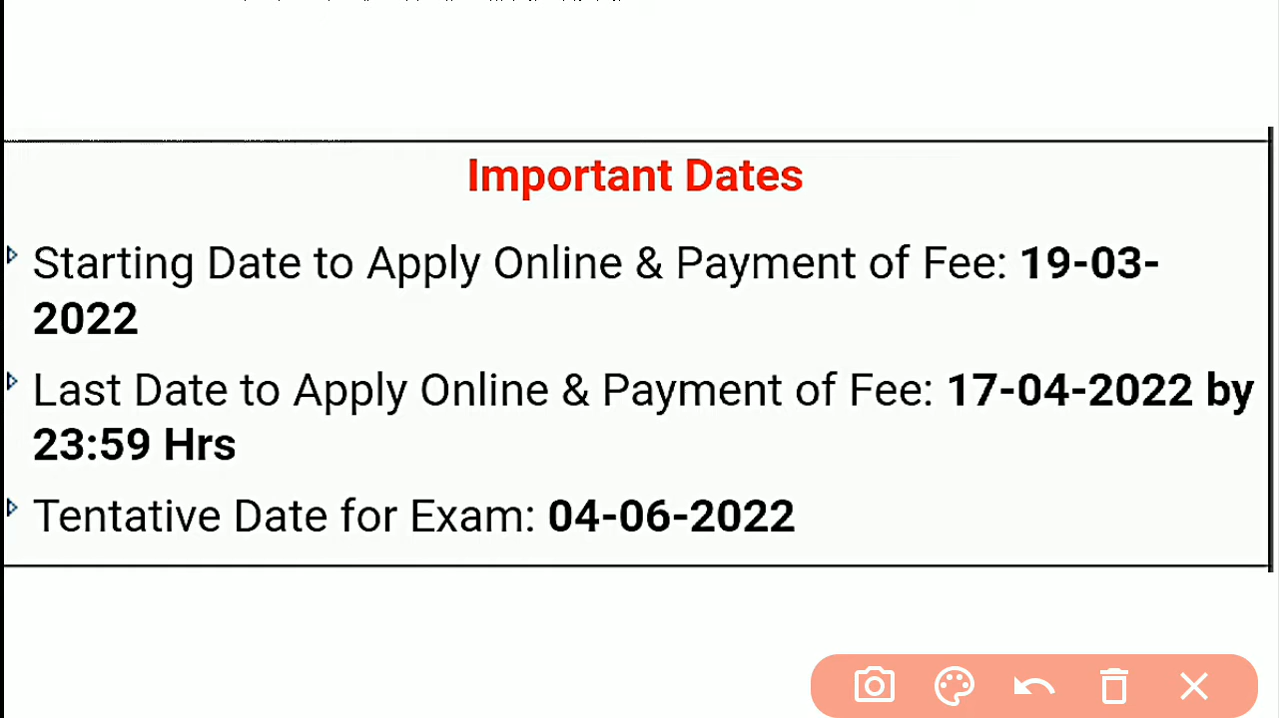 Important Dates
Starting Date to Apply Online & Payment of Fee: 19-03-
2022
Last Date to Apply Online & Payment of Fee: 17-04-2022 by
23:59 Hrs
Tentative Date for Exam: 04-06-2022